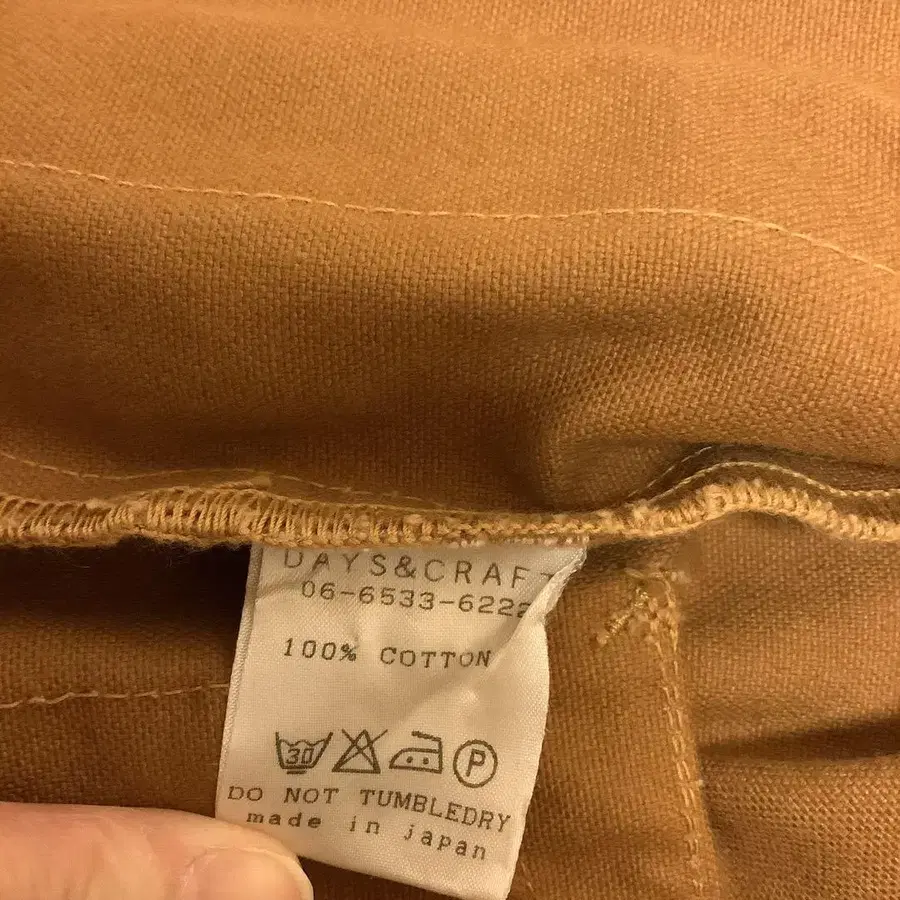 DAYS&CRAFT
06-6533-6222
100% COTTON
30 P
DO NOT TUMBLEDRY
made in japan